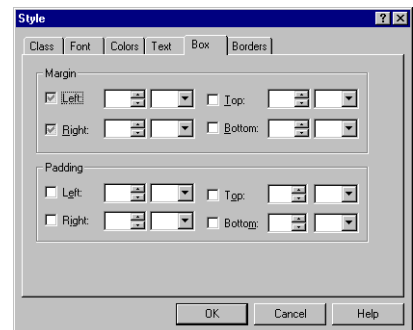 Style
Class Font Colors Text Box Borders
Margin
Left: Top:
Right: Bottom:
Padding
Left: Top:
Right: Bottom:
OK Cancel Help